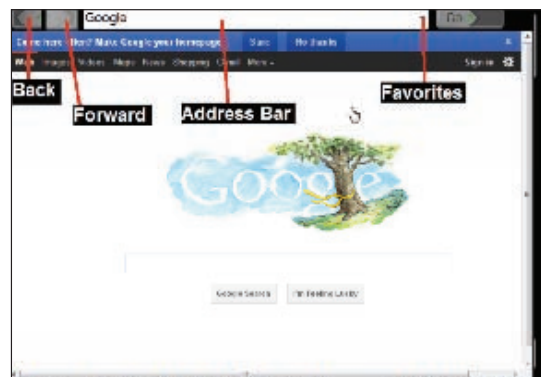 Google Go
Come here often? Make Google your homepage. Sure No thanks
Web Images Videos Maps News Shopping Gmail More Sign in
Back Favorites
Forward Address Bar
Google
Google Search I'm Feeling Lucky